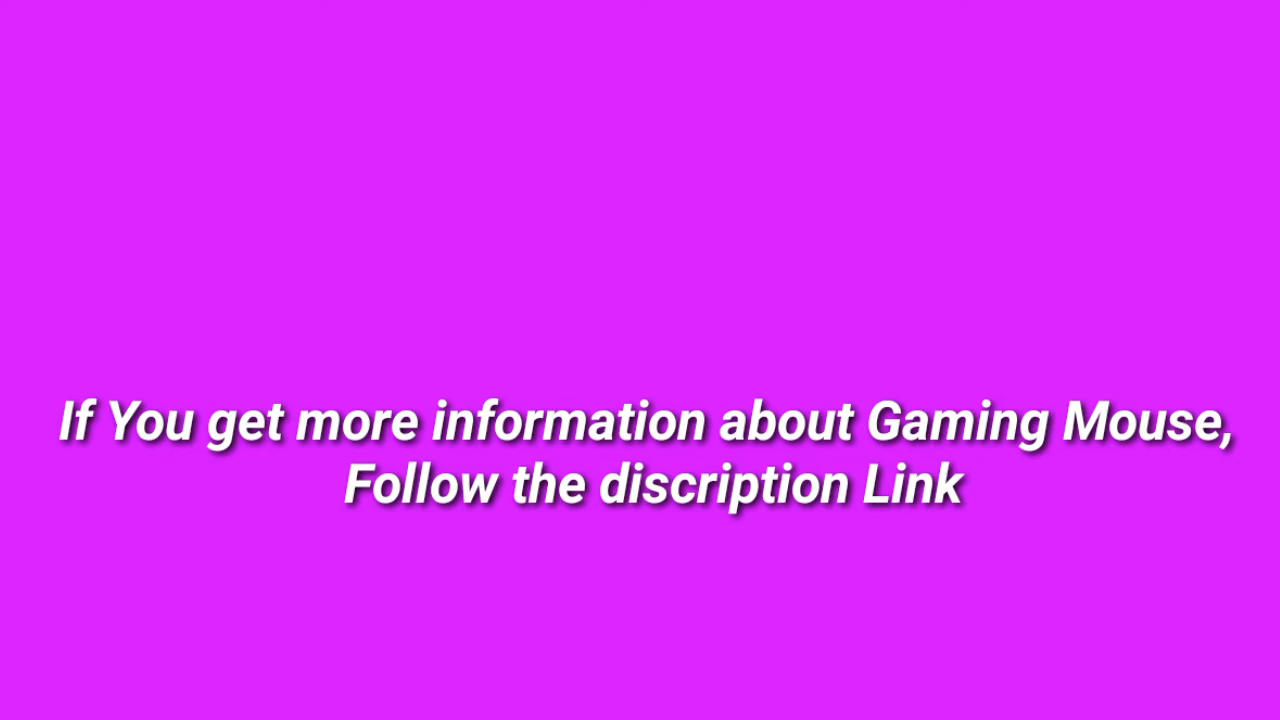 If You get more information about Gaming Mouse,
Follow the discription Link